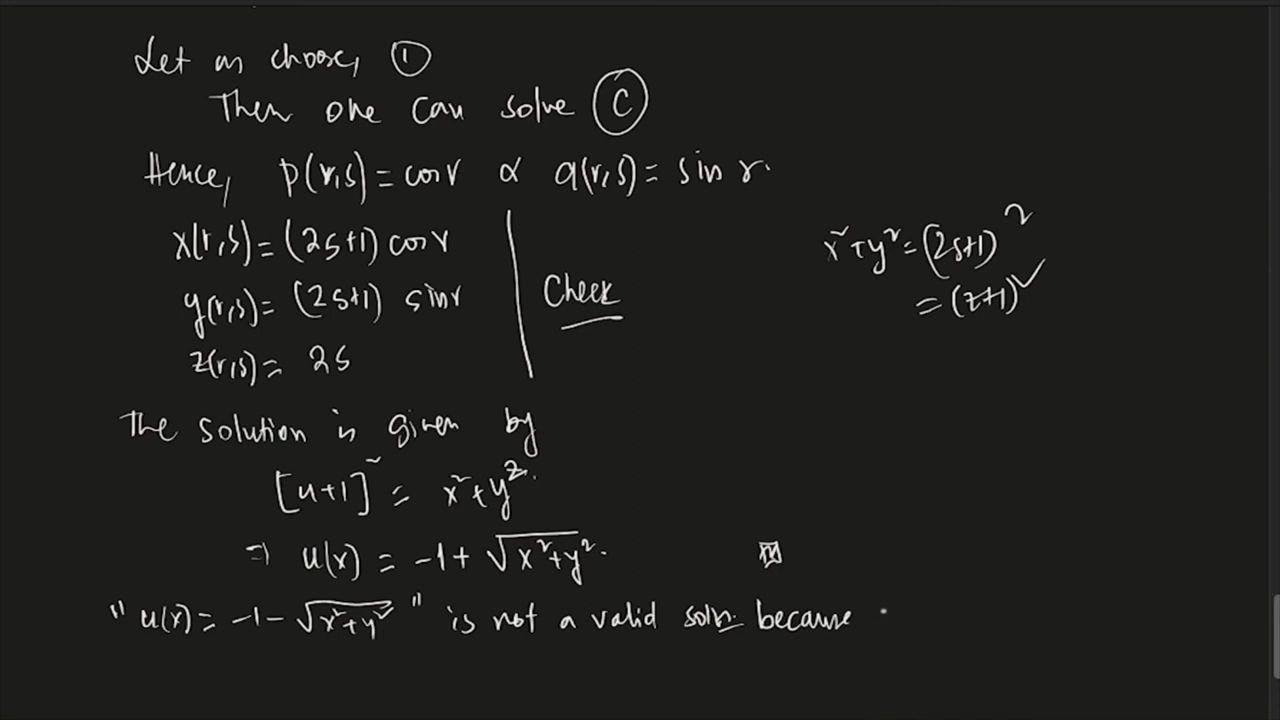 Let us choose, ①
Then one can solve Ⓒ
Hence, p(r,s) = cos r & q(r,s) = sin r.
x(r,s) = (2s+1) cos r
y(r,s) = (2s+1) sin r
z(r,s) = 2s
Check
x²+y² = (2s+1)²
= (z+1)²
The solution is given by
[u+1]² = x²+y².
⇒ u(x) = -1 + √x²+y².
" u(x) = -1 - √x²+y² " is not a valid soln. because